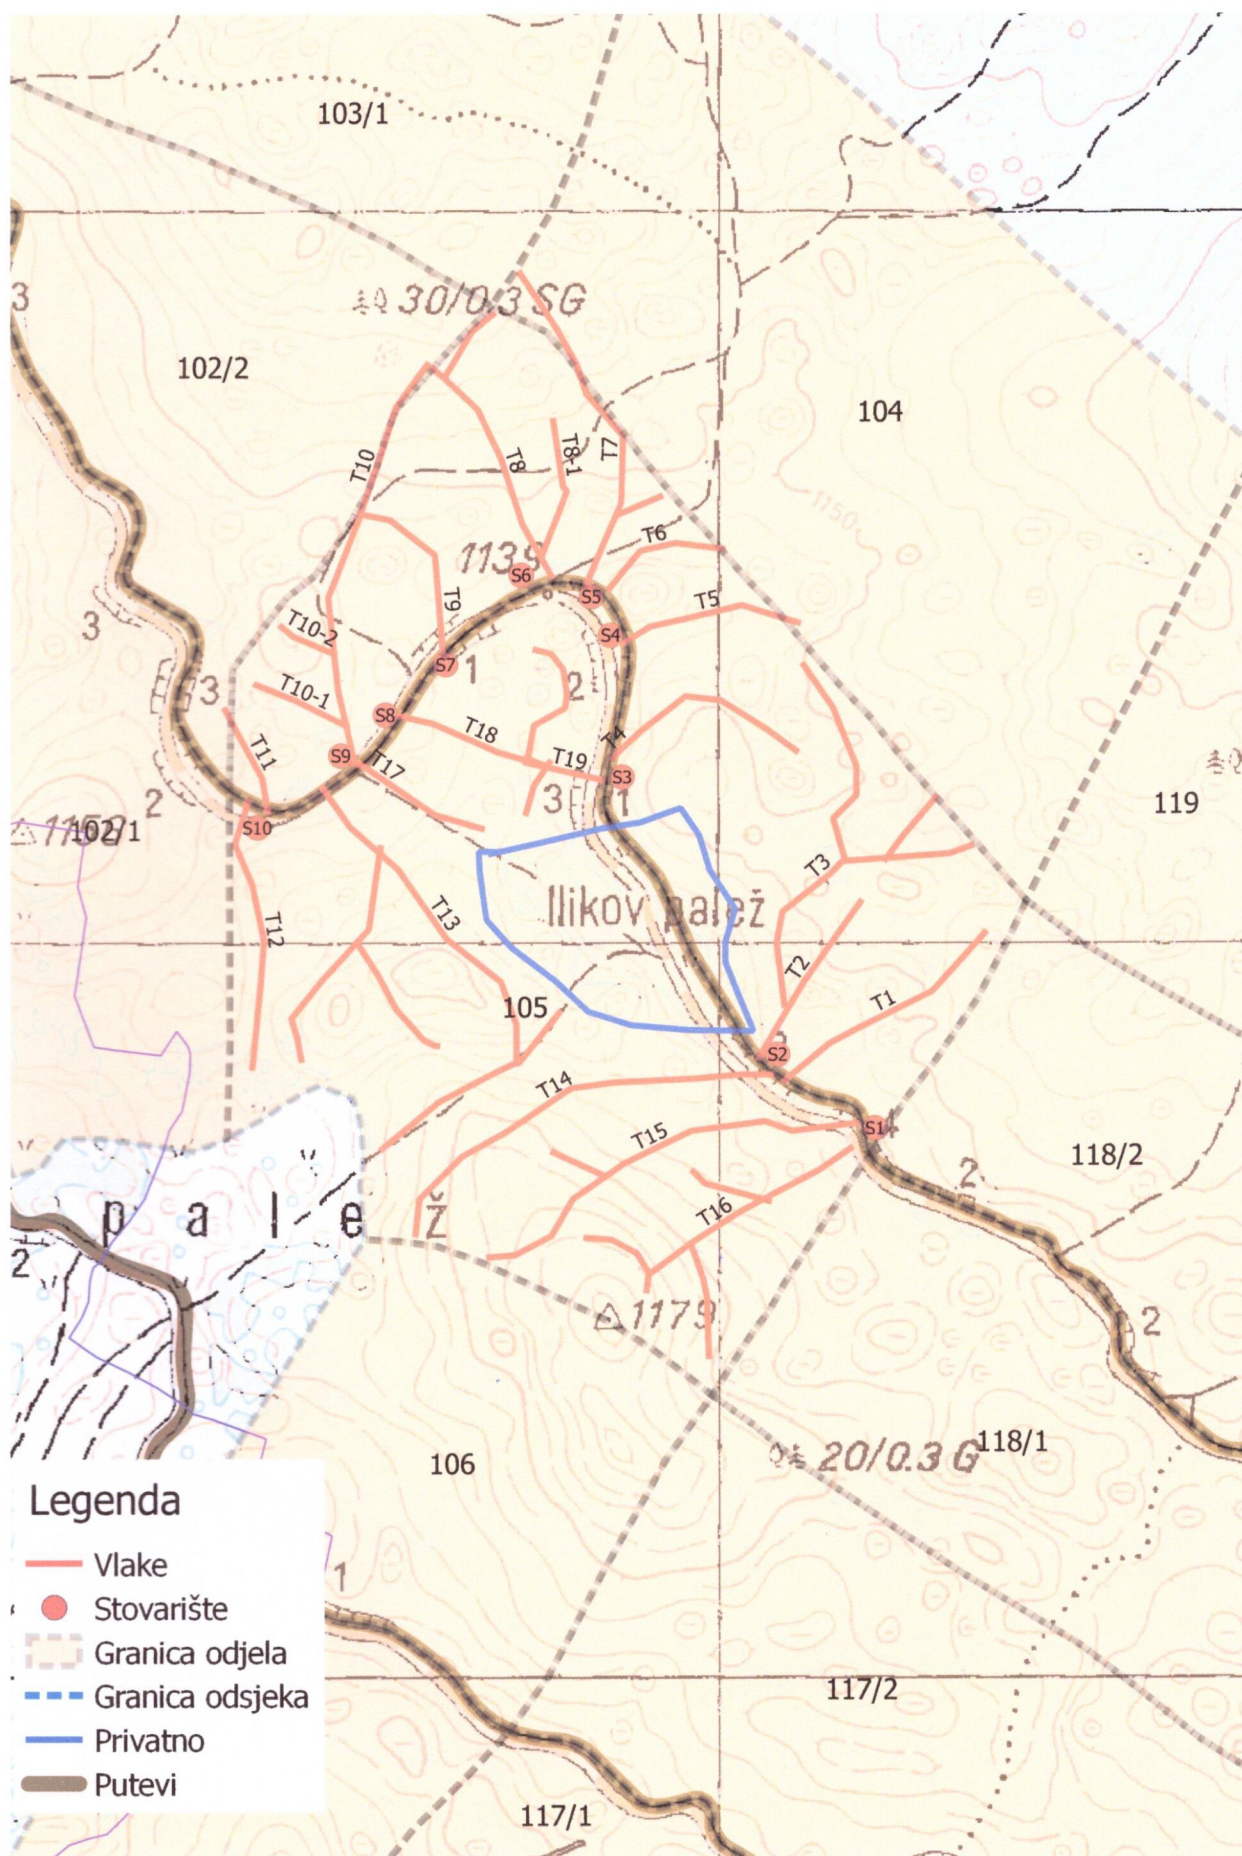 103/1
3
30/0.3 SG
102/2
104
T10
T8
T8-1
T7
1150
1139
T6
S6
S5
T9
T5
S4
3
T10-2
S7
1
2
3
T10-1
S8
T18
T4
T11
S9
T17
T19
S3
2
3
1
119
S10
102/1
T3
Ilikov palež
T13
T12
T2
105
T1
S2
T14
S1
T15
118/2
2
T16
p a l e ž
2
1179
2
106
20/0.3 G
118/1
Legenda
Vlake
1
Stovarište
Granica odjela
Granica odsjeka
117/2
Privatno
Putevi
117/1